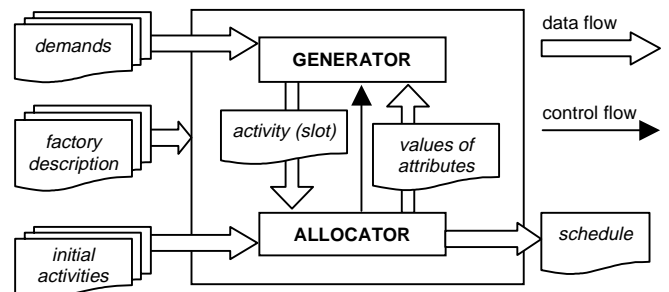 demands
GENERATOR
data flow
factory
description
activity (slot)
values of
attributes
control flow
initial
activities
ALLOCATOR
schedule